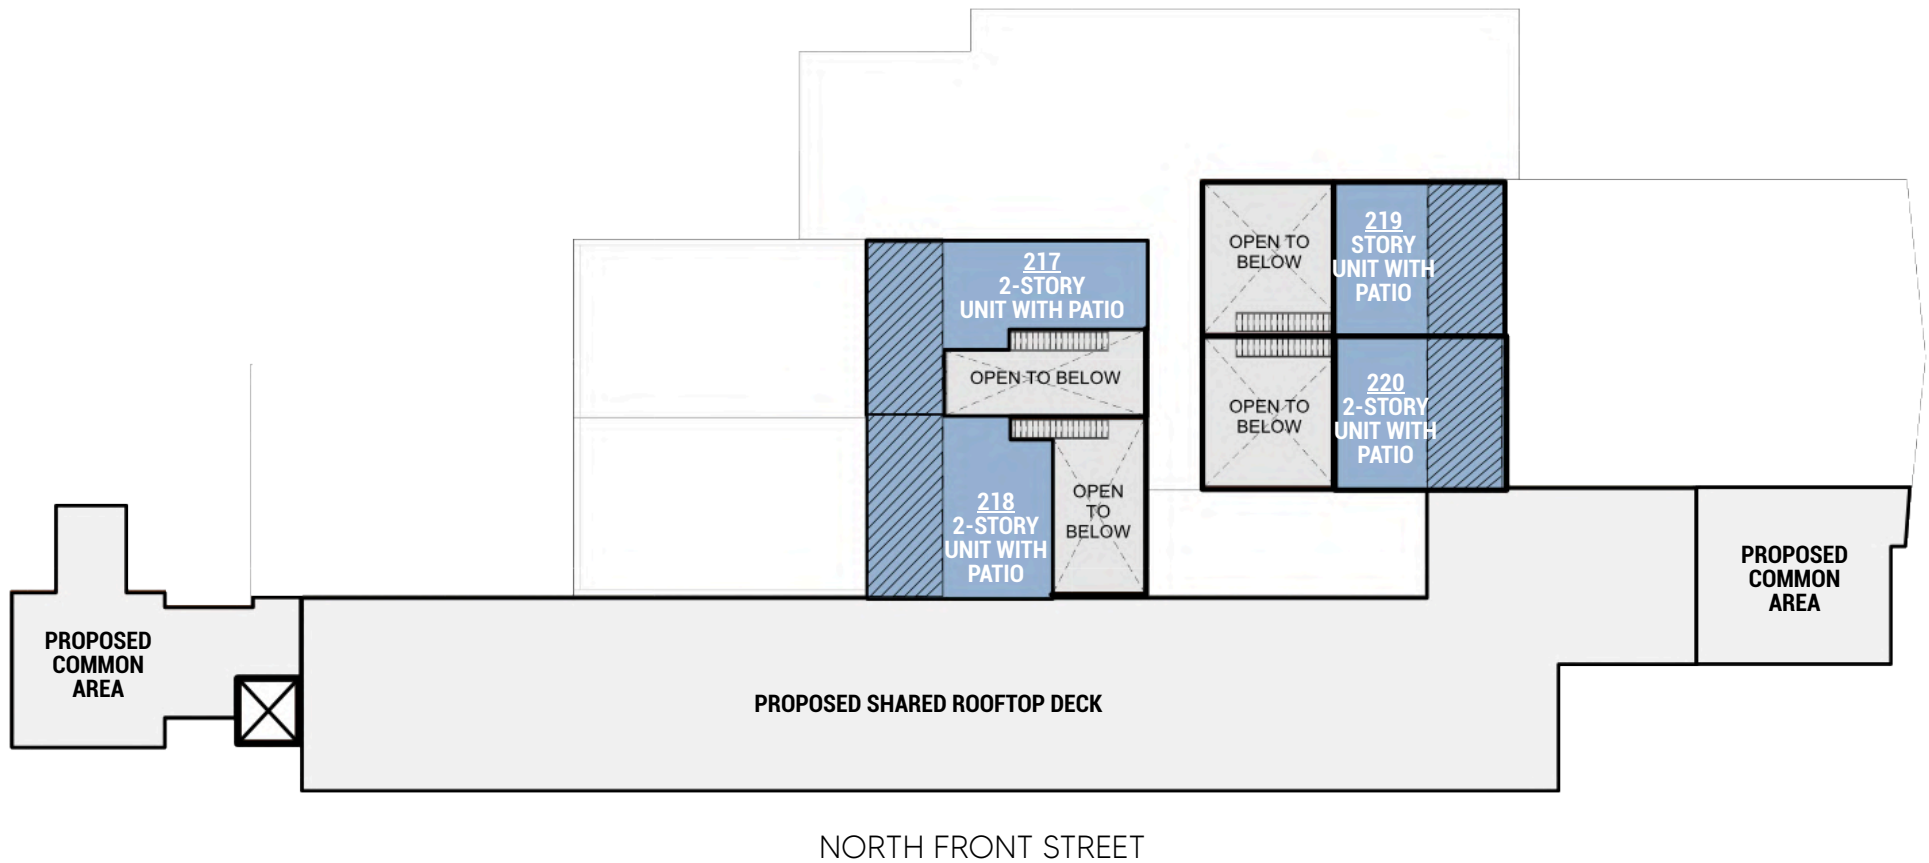 219
STORY
UNIT WITH
PATIO
OPEN TO
BELOW
217
2-STORY
UNIT WITH PATIO
OPEN TO BELOW
220
2-STORY
UNIT WITH
PATIO
OPEN TO
BELOW
218
2-STORY
UNIT WITH
PATIO
OPEN
TO
BELOW
PROPOSED
COMMON
AREA
PROPOSED
COMMON
AREA
PROPOSED SHARED ROOFTOP DECK
NORTH FRONT STREET